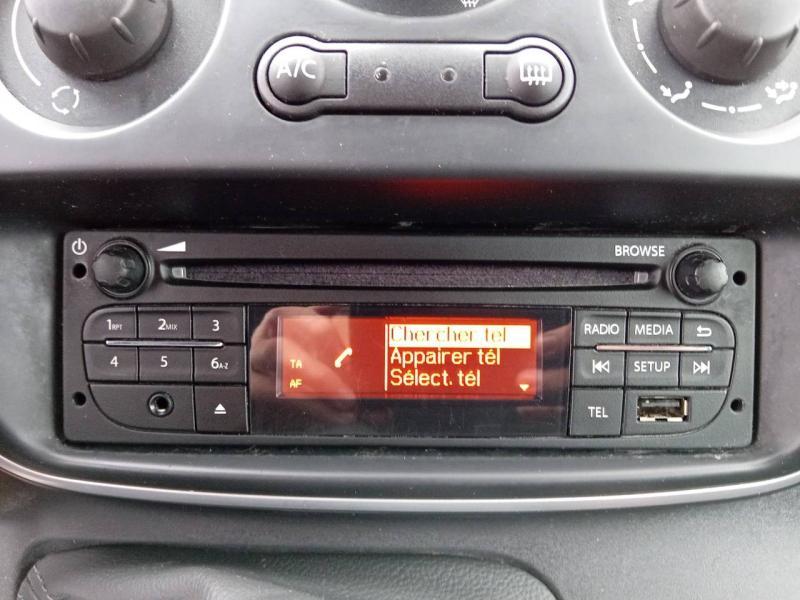 A/C
BROWSE
1RPT 2MIX 3
4 5 6A-Z
RADIO MEDIA
SETUP
TEL
TA
AF
Chercher tél
Appairer tél
Sélect. tél